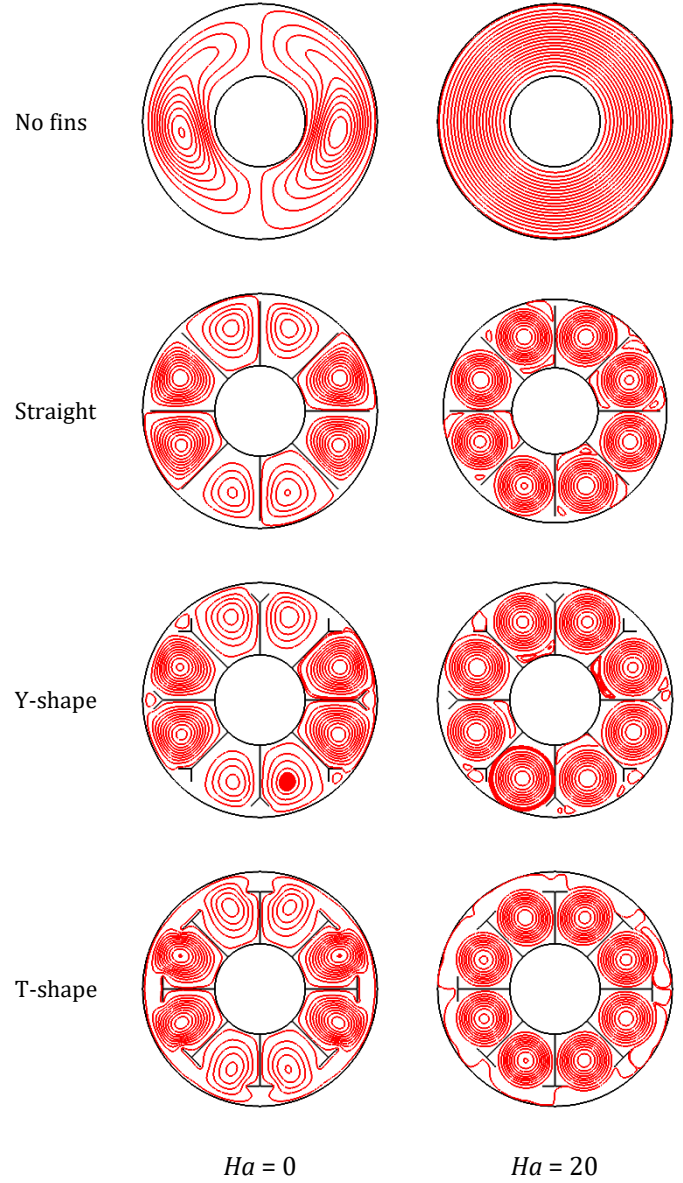 No fins
Straight
Y-shape
T-shape
Ha = 0
Ha = 20